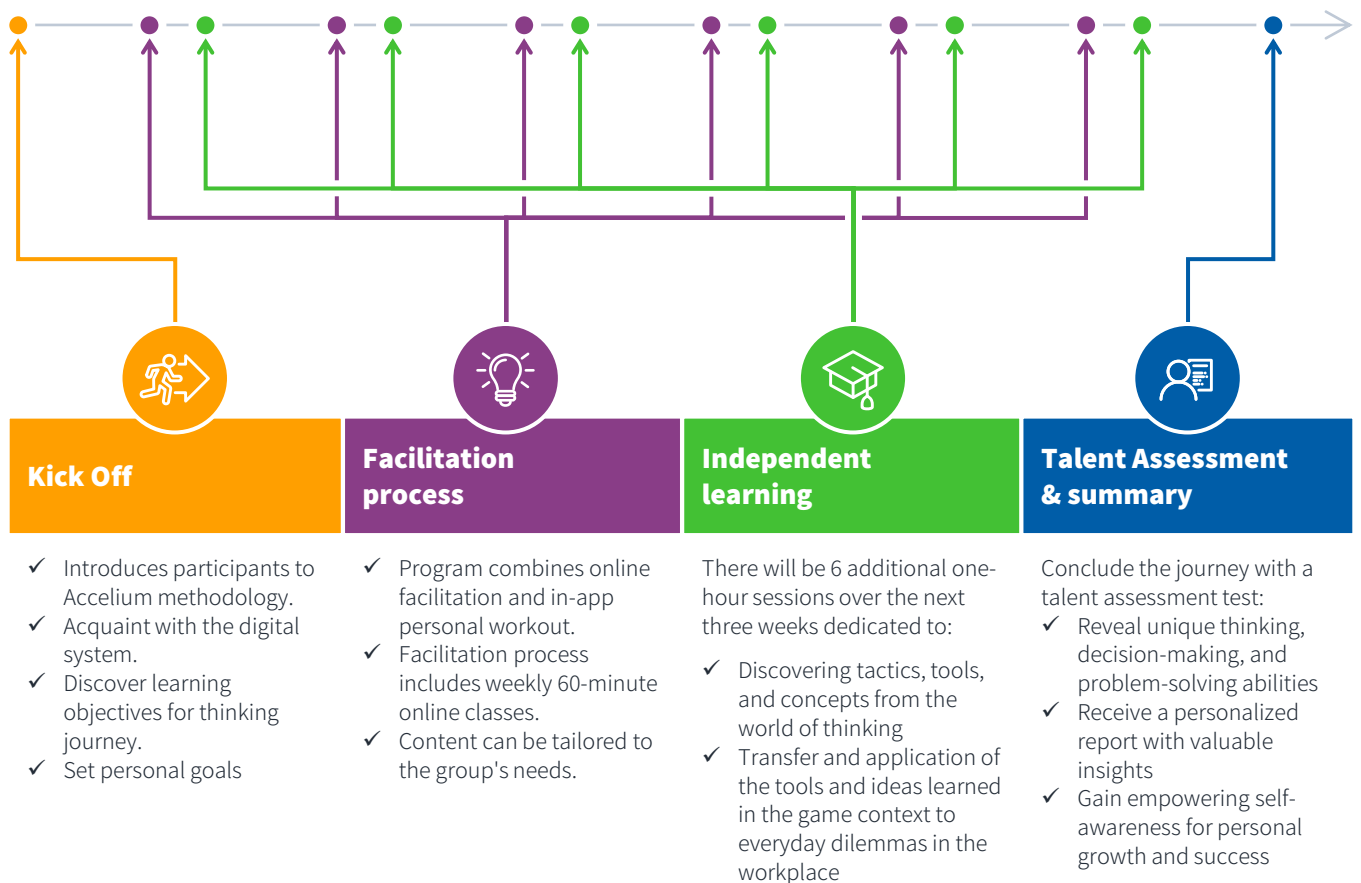 Kick Off
Introduces participants to
Accelium methodology.
Acquaint with the digital
system.
Discover learning
objectives for thinking
journey.
Set personal goals
Facilitation
process
Program combines online
facilitation and in-app
personal workout.
Facilitation process
includes weekly 60-minute
online classes.
Content can be tailored to
the group's needs.
Independent
learning
There will be 6 additional one-
hour sessions over the next
three weeks dedicated to:
Discovering tactics, tools,
and concepts from the
world of thinking
Transfer and application of
the tools and ideas learned
in the game context to
everyday dilemmas in the
workplace
Talent Assessment
& summary
Conclude the journey with a
talent assessment test:
Reveal unique thinking,
decision-making, and
problem-solving abilities
Receive a personalized
report with valuable
insights
Gain empowering self-
awareness for personal
growth and success